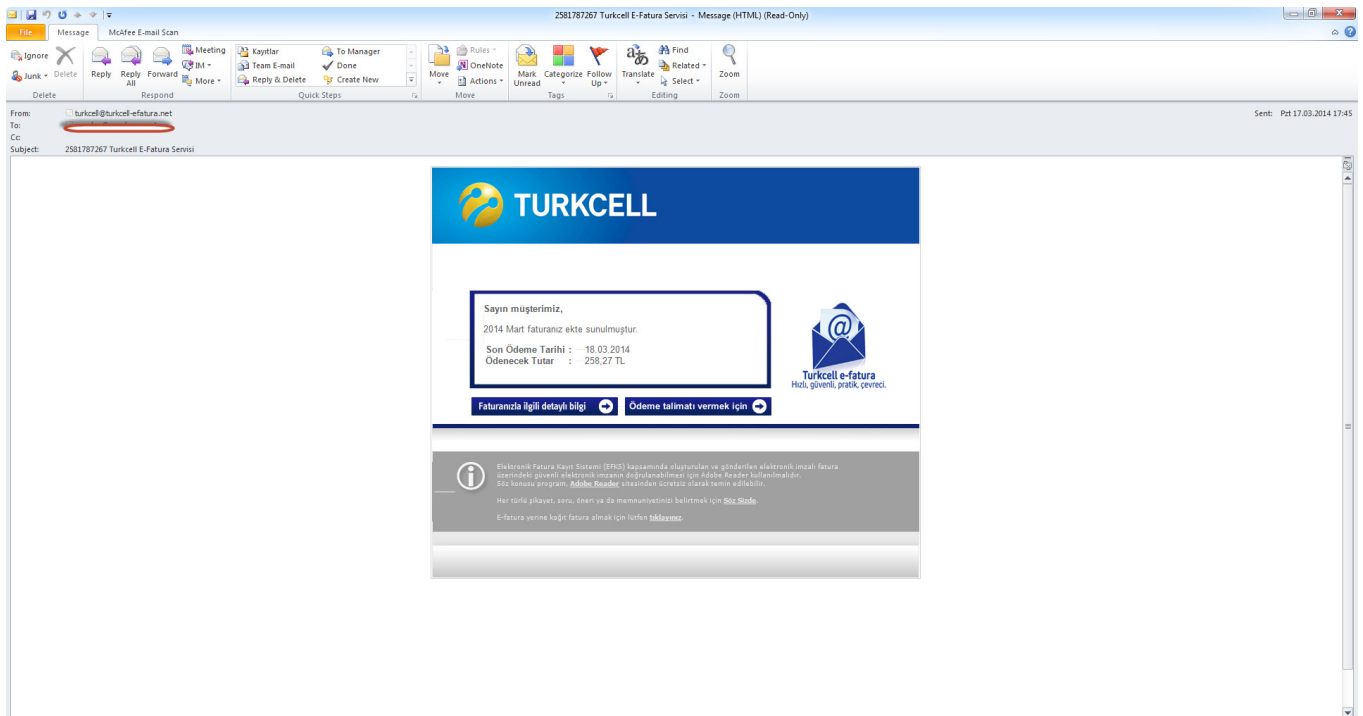 2581787267 Turkcell E-Fatura Servisi - Message (HTML) (Read-Only)
File Message McAfee E-mail Scan
Ignore
Junk
Delete
Reply
Reply All
Forward
Meeting
IM
More
Kayıtlar
Team E-mail
Reply & Delete
To Manager
Done
Create New
Move
Rules
OneNote
Actions
Mark Unread
Categorize
Follow Up
Translate
Find
Related
Select
Zoom
Delete Respond Quick Steps Move Tags Editing Zoom
From: turkcell@turkcell-efatura.net Sent: Pzt 17.03.2014 17:45
To:
Cc:
Subject: 2581787267 Turkcell E-Fatura Servisi
TURKCELL
Sayın müşterimiz,
2014 Mart faturanız ekte sunulmuştur.
Son Ödeme Tarihi : 18.03.2014
Ödenecek Tutar : 258,27 TL
Turkcell e-fatura
Hızlı, güvenli, pratik, çevreci.
Faturanızla ilgili detaylı bilgi
Ödeme talimatı vermek için
Elektronik Fatura Kayıt Sistemi (EFKS) kapsamında oluşturulan ve gönderilen elektronik imzalı fatura
üzerindeki güvenli elektronik imzanın doğrulanabilmesi için Adobe Reader kullanılmalıdır.
Söz konusu program, Adobe Reader sitesinden ücretsiz olarak temin edilebilir.
Her türlü şikayet, soru, öneri ya da memnuniyetinizi belirtmek için Söz Sizde.
E-fatura yerine kağıt fatura almak için lütfen tıklayınız.